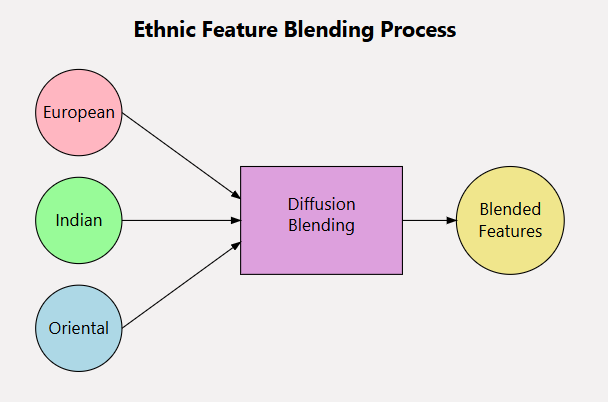 Ethnic Feature Blending Process
European
Indian
Oriental
Diffusion
Blending
Blended
Features